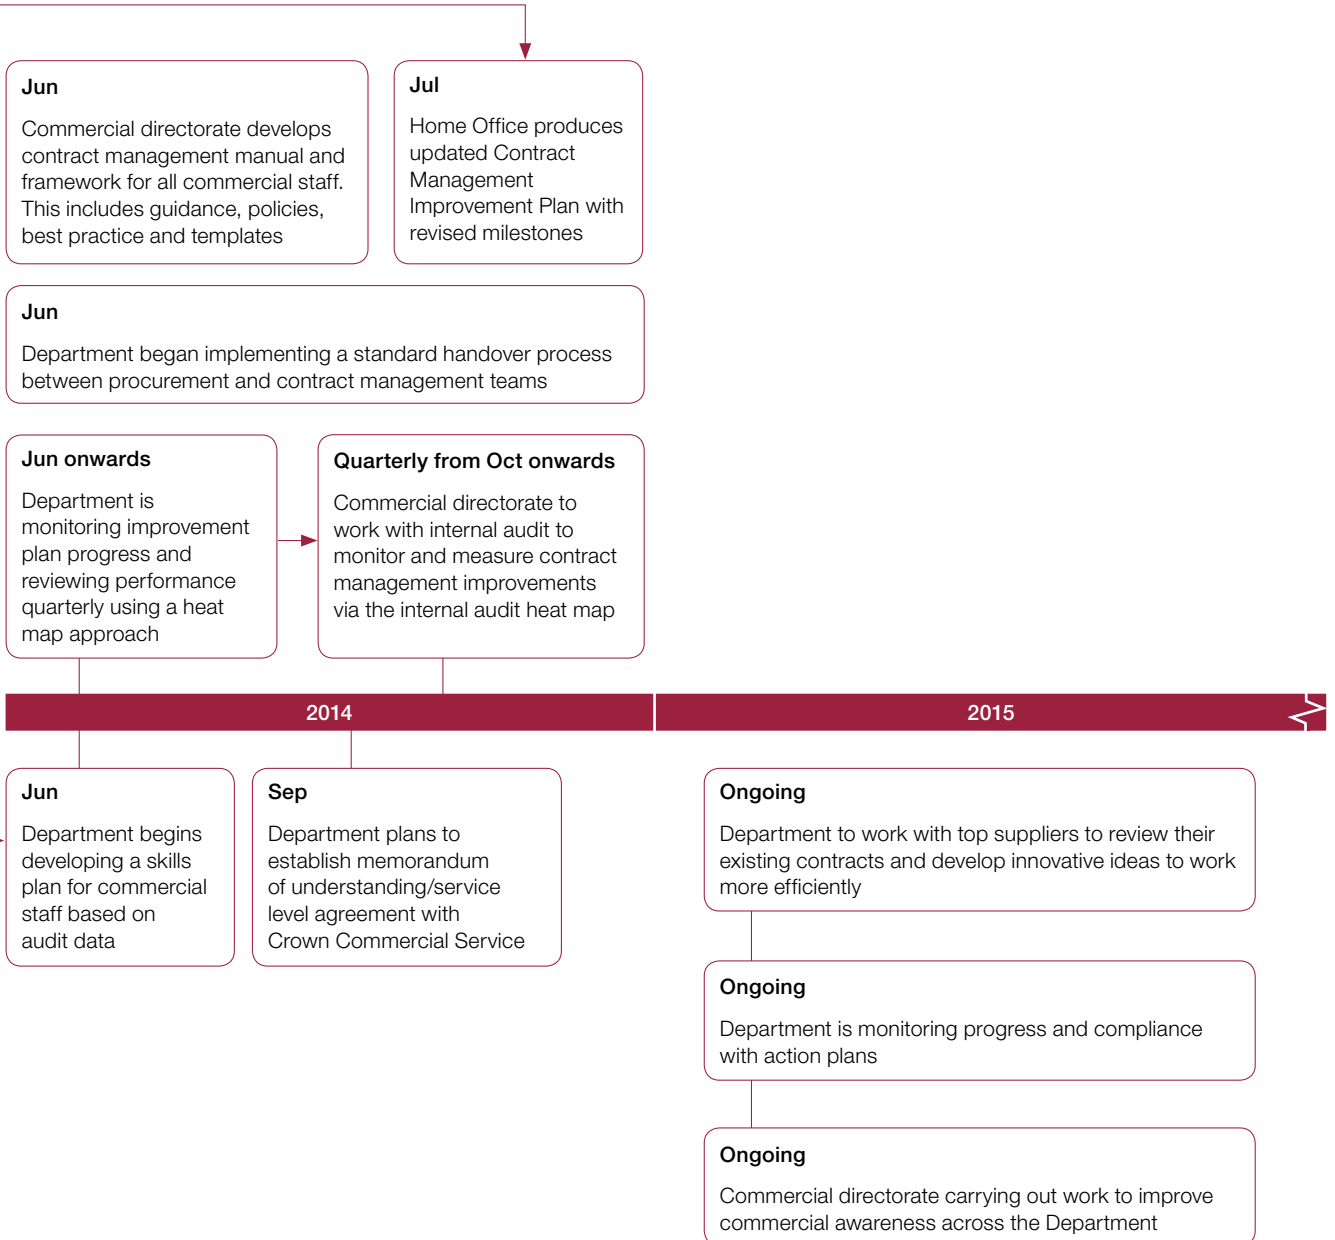 Jun
Commercial directorate develops
contract management manual and
framework for all commercial staff.
This includes guidance, policies,
best practice and templates
Jul
Home Office produces
updated Contract
Management
Improvement Plan with
revised milestones
Jun
Department began implementing a standard handover process
between procurement and contract management teams
Jun onwards
Department is
monitoring improvement
plan progress and
reviewing performance
quarterly using a heat
map approach
Quarterly from Oct onwards
Commercial directorate to
work with internal audit to
monitor and measure contract
management improvements
via the internal audit heat map
2014
2015
Jun
Department begins
developing a skills
plan for commercial
staff based on
audit data
Sep
Department plans to
establish memorandum
of understanding/service
level agreement with
Crown Commercial Service
Ongoing
Department to work with top suppliers to review their
existing contracts and develop innovative ideas to work
more efficiently
Ongoing
Department is monitoring progress and compliance
with action plans
Ongoing
Commercial directorate carrying out work to improve
commercial awareness across the Department